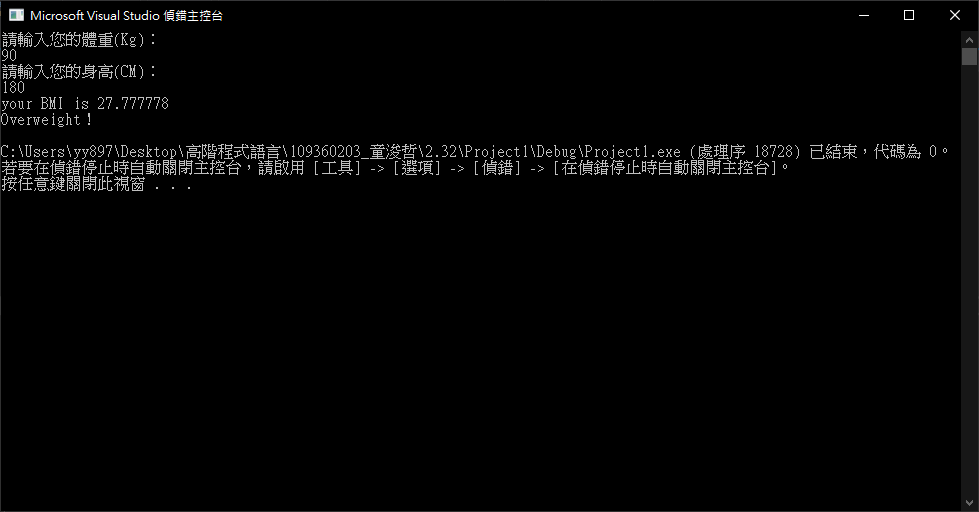 Microsoft Visual Studio 偵錯主控台
請輸入您的體重(Kg)：
90
請輸入您的身高(CM)：
180
your BMI is 27.777778
Overweight！
C:\Users\yy897\Desktop\高階程式語言\109360203_童浚哲\2.32\Project1\Debug\Project1.exe (處理序 18728) 已結束，代碼為 0。
若要在偵錯停止時自動關閉主控台，請啟用 [工具] -> [選項] -> [偵錯] -> [在偵錯停止時自動關閉主控台]。
按任意鍵關閉此視窗 . . .